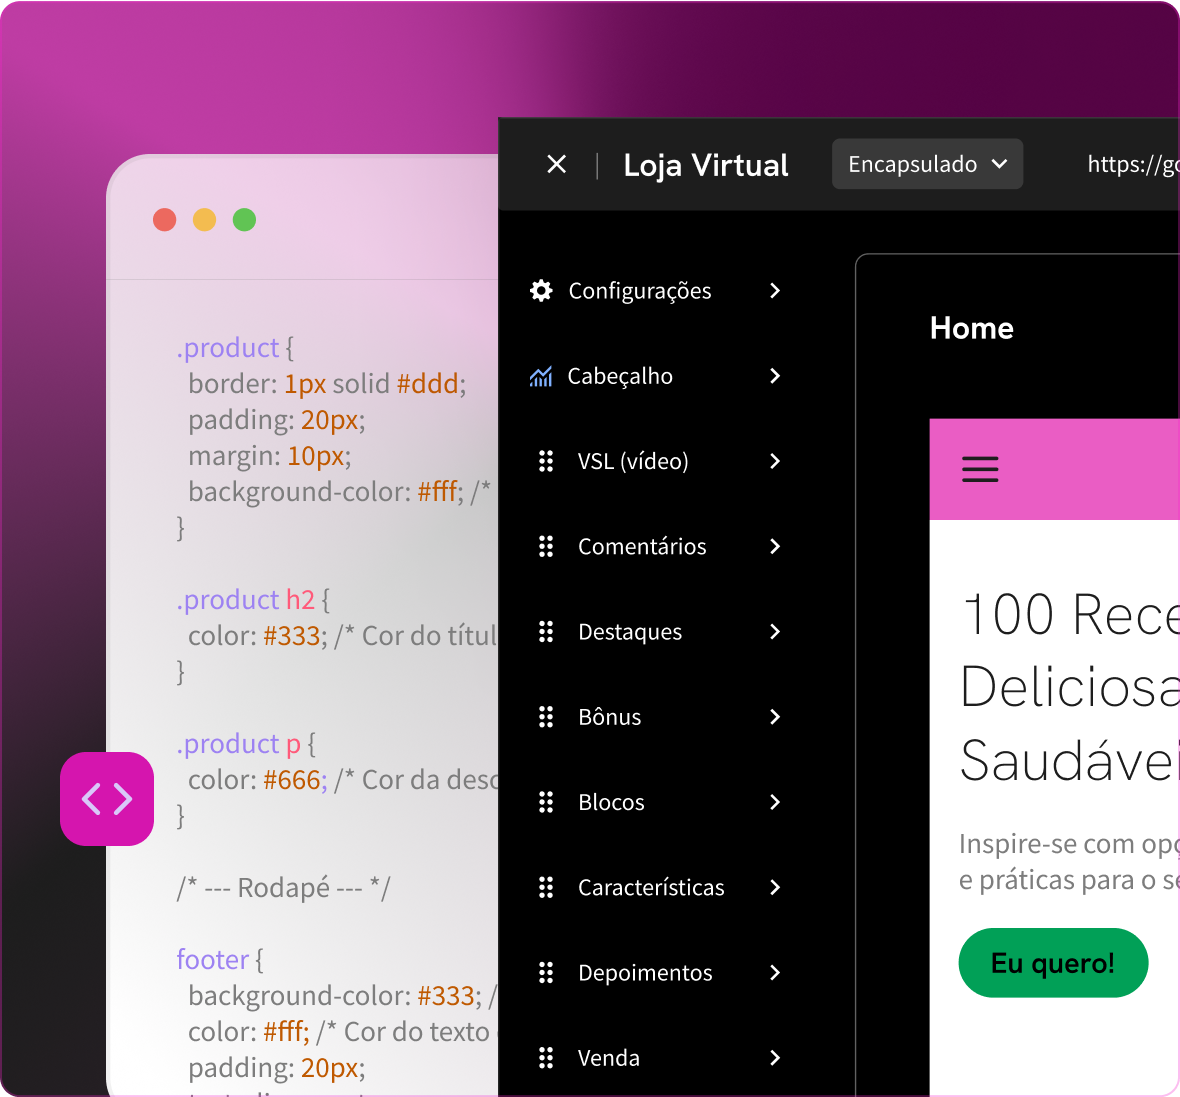 .product {
border: 1px solid #ddd;
padding: 20px;
margin: 10px;
background-color: #fff; /*
}
.product h2 {
color: #333; /* Cor do títul
}
.product p {
color: #666; /* Cor da desc
}
/* --- Rodapé --- */
footer {
background-color: #333; /
color: #fff; /* Cor do texto
padding: 20px;
Loja Virtual
Encapsulado
https://go
Configurações
Cabeçalho
VSL (vídeo)
Comentários
Destaques
Bônus
Blocos
Características
Depoimentos
Venda
Home
100 Rece
Deliciosa
Saudávei
Inspire-se com opç
e práticas para o se
Eu quero!